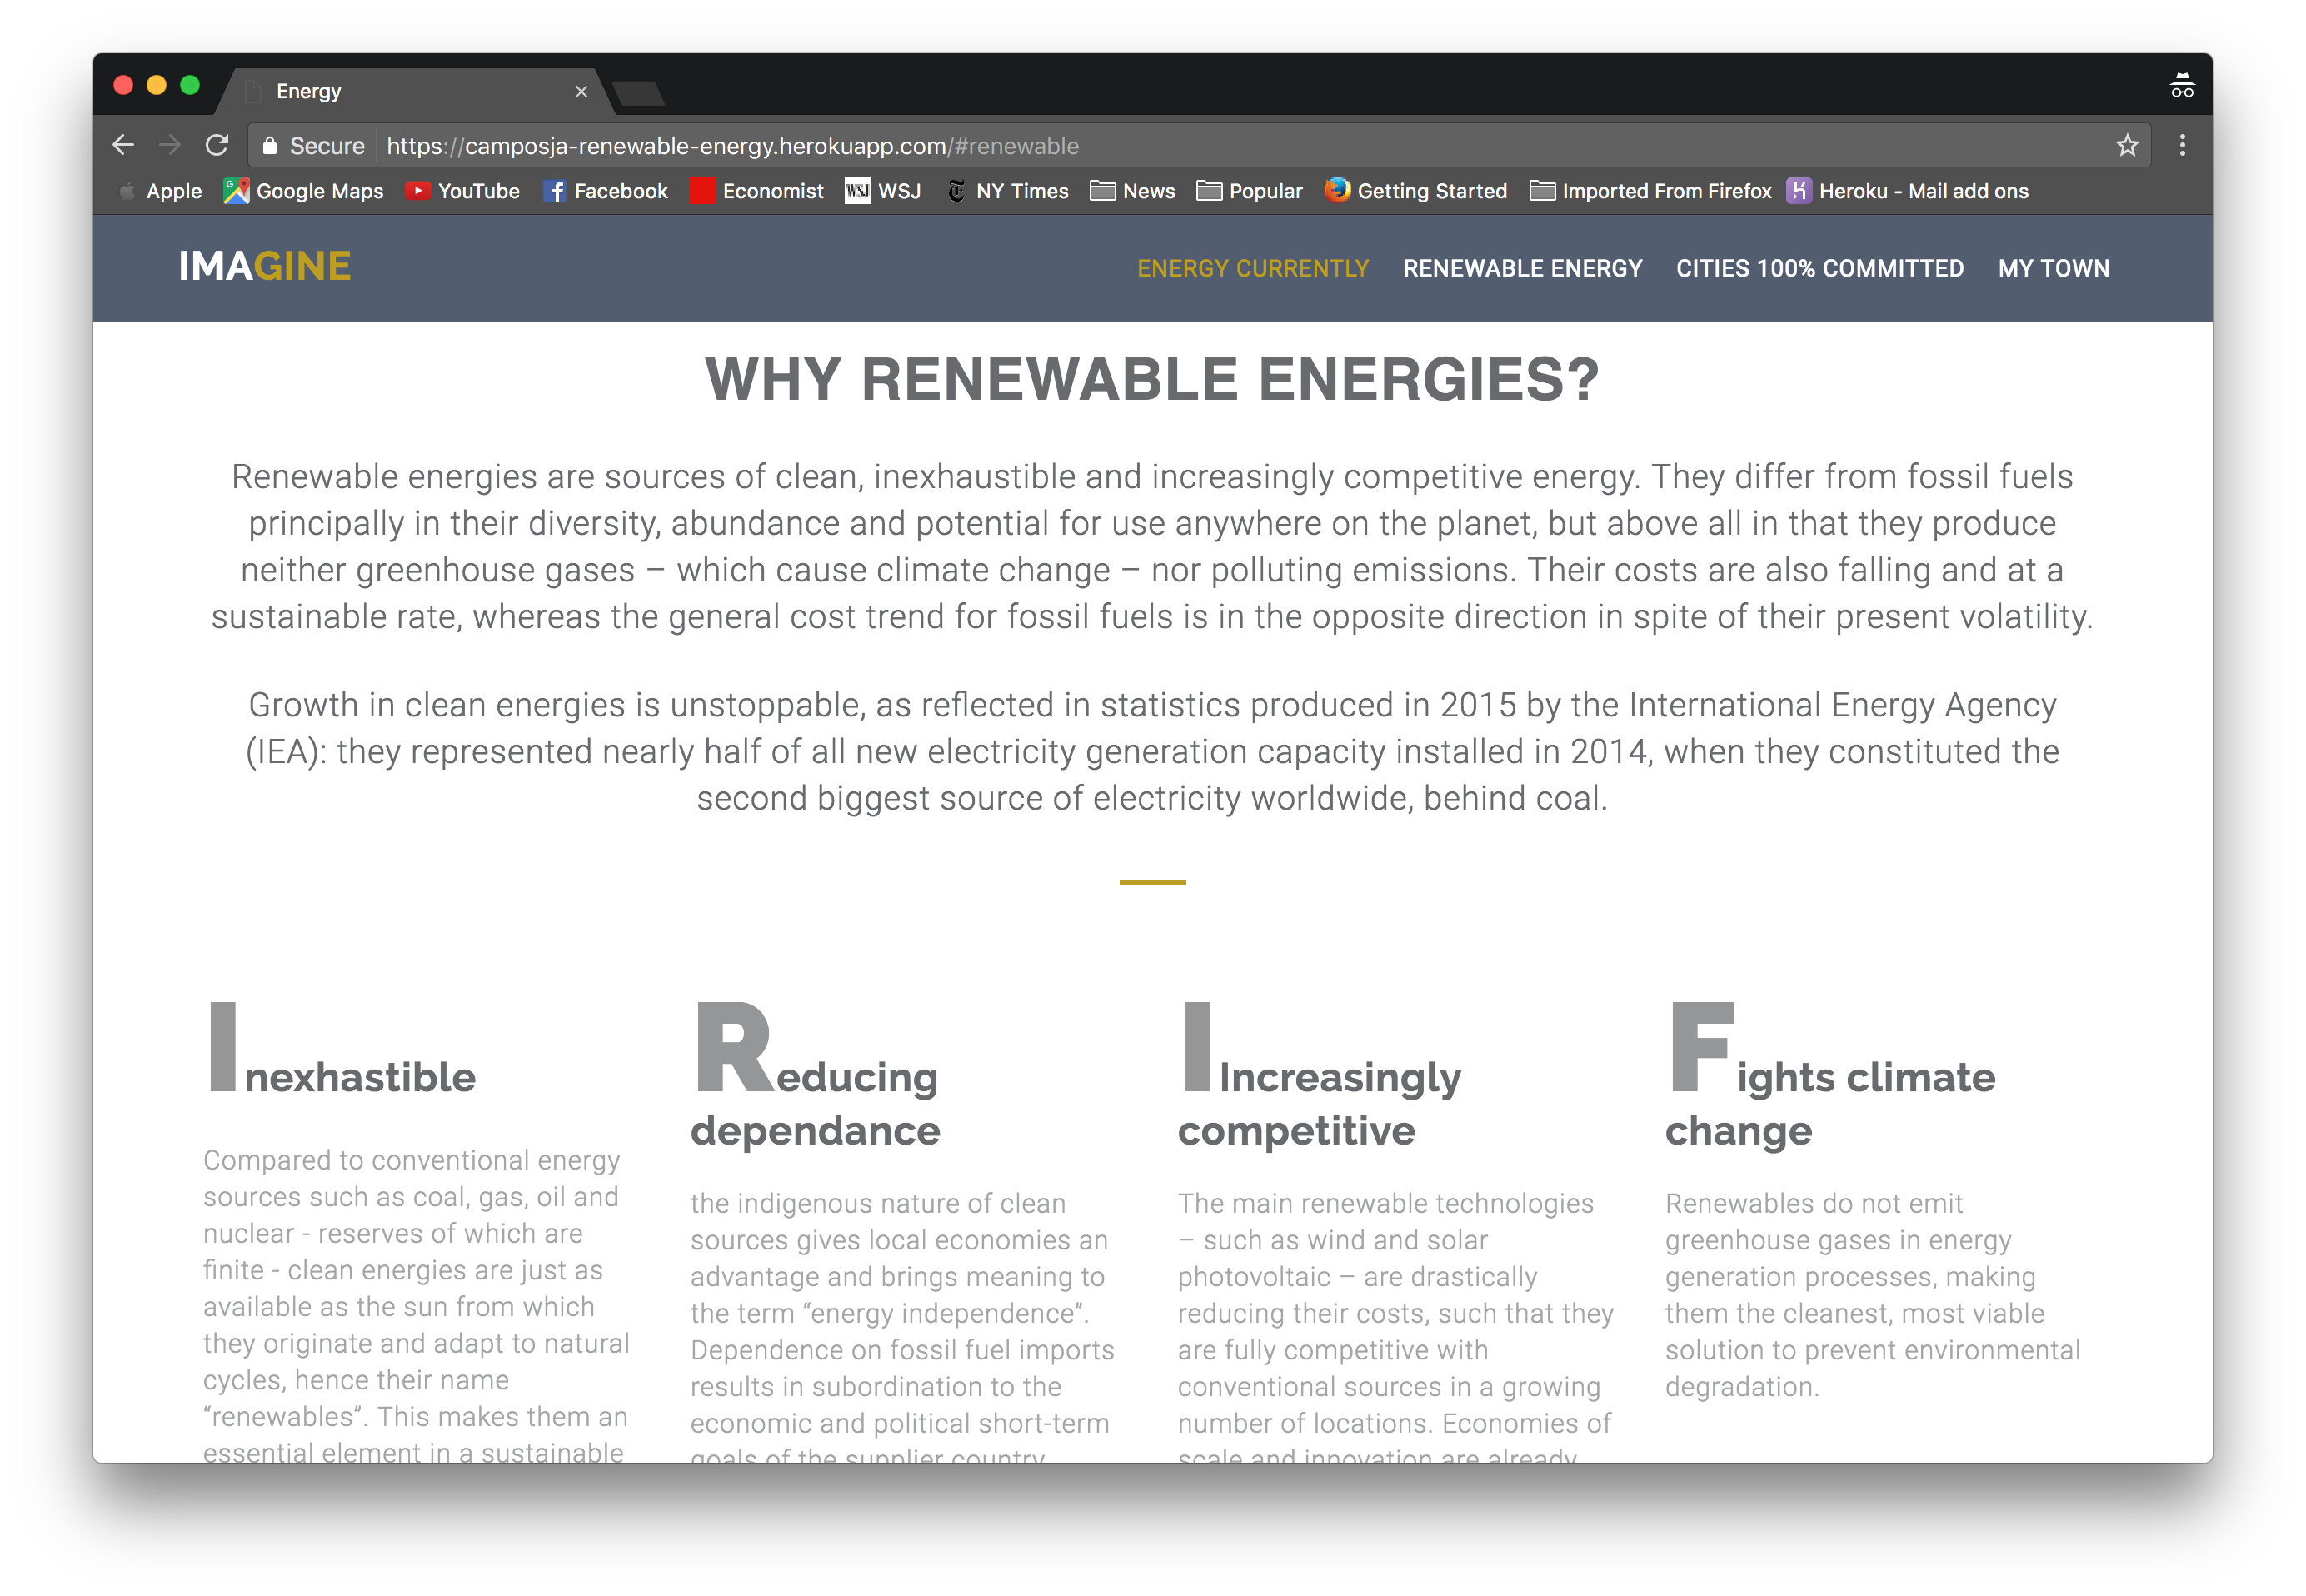 Energy
Secure https://camposja-renewable-energy.herokuapp.com/#renewable
Apple Google Maps YouTube Facebook Economist WSJ WSJ NY Times News Popular Getting Started Imported From Firefox Heroku - Mail add ons
IMAGINE ENERGY CURRENTLY RENEWABLE ENERGY CITIES 100% COMMITTED MY TOWN
WHY RENEWABLE ENERGIES?
Renewable energies are sources of clean, inexhaustible and increasingly competitive energy. They differ from fossil fuels
principally in their diversity, abundance and potential for use anywhere on the planet, but above all in that they produce
neither greenhouse gases – which cause climate change – nor polluting emissions. Their costs are also falling and at a
sustainable rate, whereas the general cost trend for fossil fuels is in the opposite direction in spite of their present volatility.
Growth in clean energies is unstoppable, as reflected in statistics produced in 2015 by the International Energy Agency
(IEA): they represented nearly half of all new electricity generation capacity installed in 2014, when they constituted the
second biggest source of electricity worldwide, behind coal.
Inexhastible
Compared to conventional energy
sources such as coal, gas, oil and
nuclear - reserves of which are
finite - clean energies are just as
available as the sun from which
they originate and adapt to natural
cycles, hence their name
“renewables”. This makes them an
essential element in a sustainable
Reducing
dependance
the indigenous nature of clean
sources gives local economies an
advantage and brings meaning to
the term “energy independence”.
Dependence on fossil fuel imports
results in subordination to the
economic and political short-term
goals of the supplier country,
IIncreasingly
competitive
The main renewable technologies
– such as wind and solar
photovoltaic – are drastically
reducing their costs, such that they
are fully competitive with
conventional sources in a growing
number of locations. Economies of
scale and innovation are already
Fights climate
change
Renewables do not emit
greenhouse gases in energy
generation processes, making
them the cleanest, most viable
solution to prevent environmental
degradation.